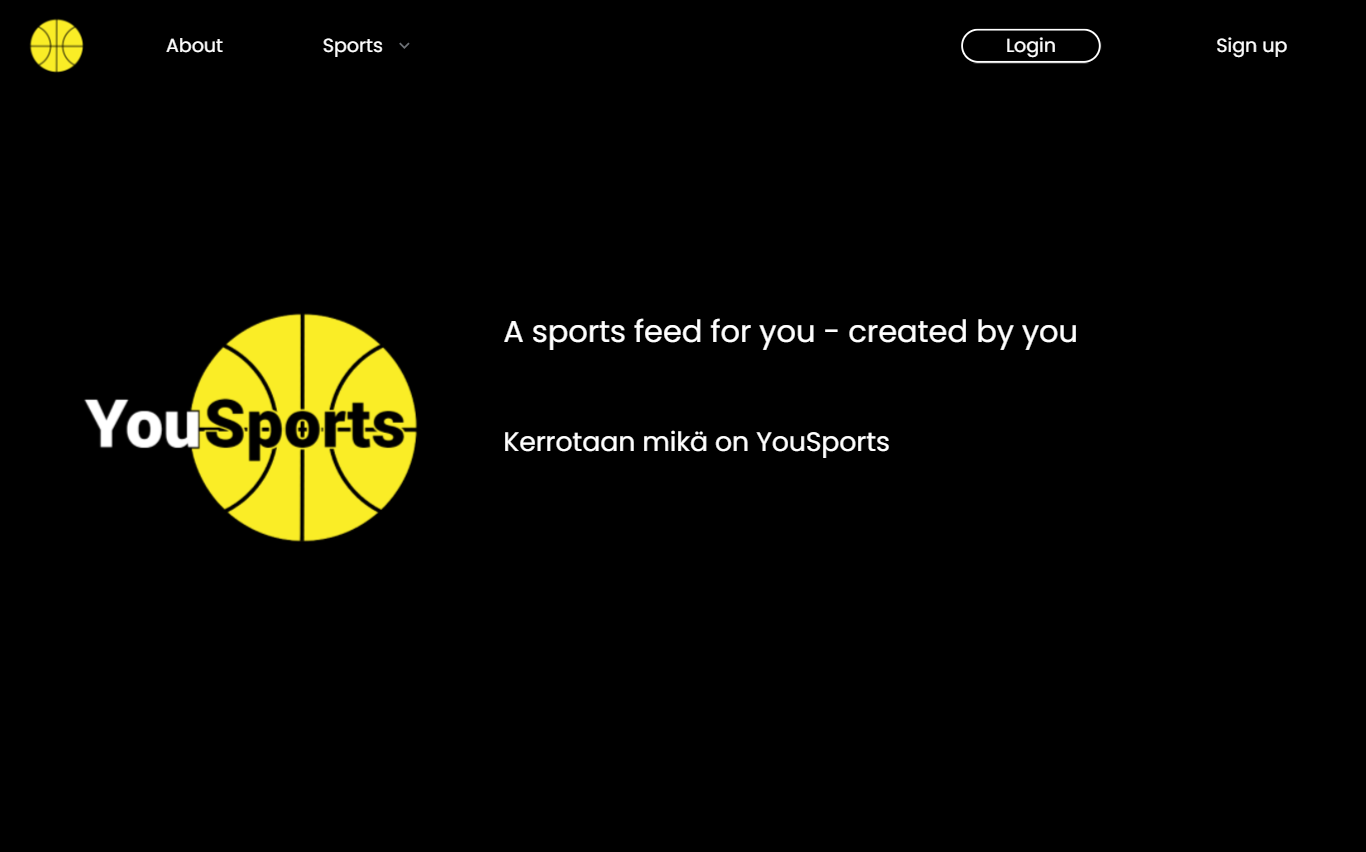 About
Sports
Login
Sign up
A sports feed for you - created by you
YouSports
Kerrotaan mikä on YouSports